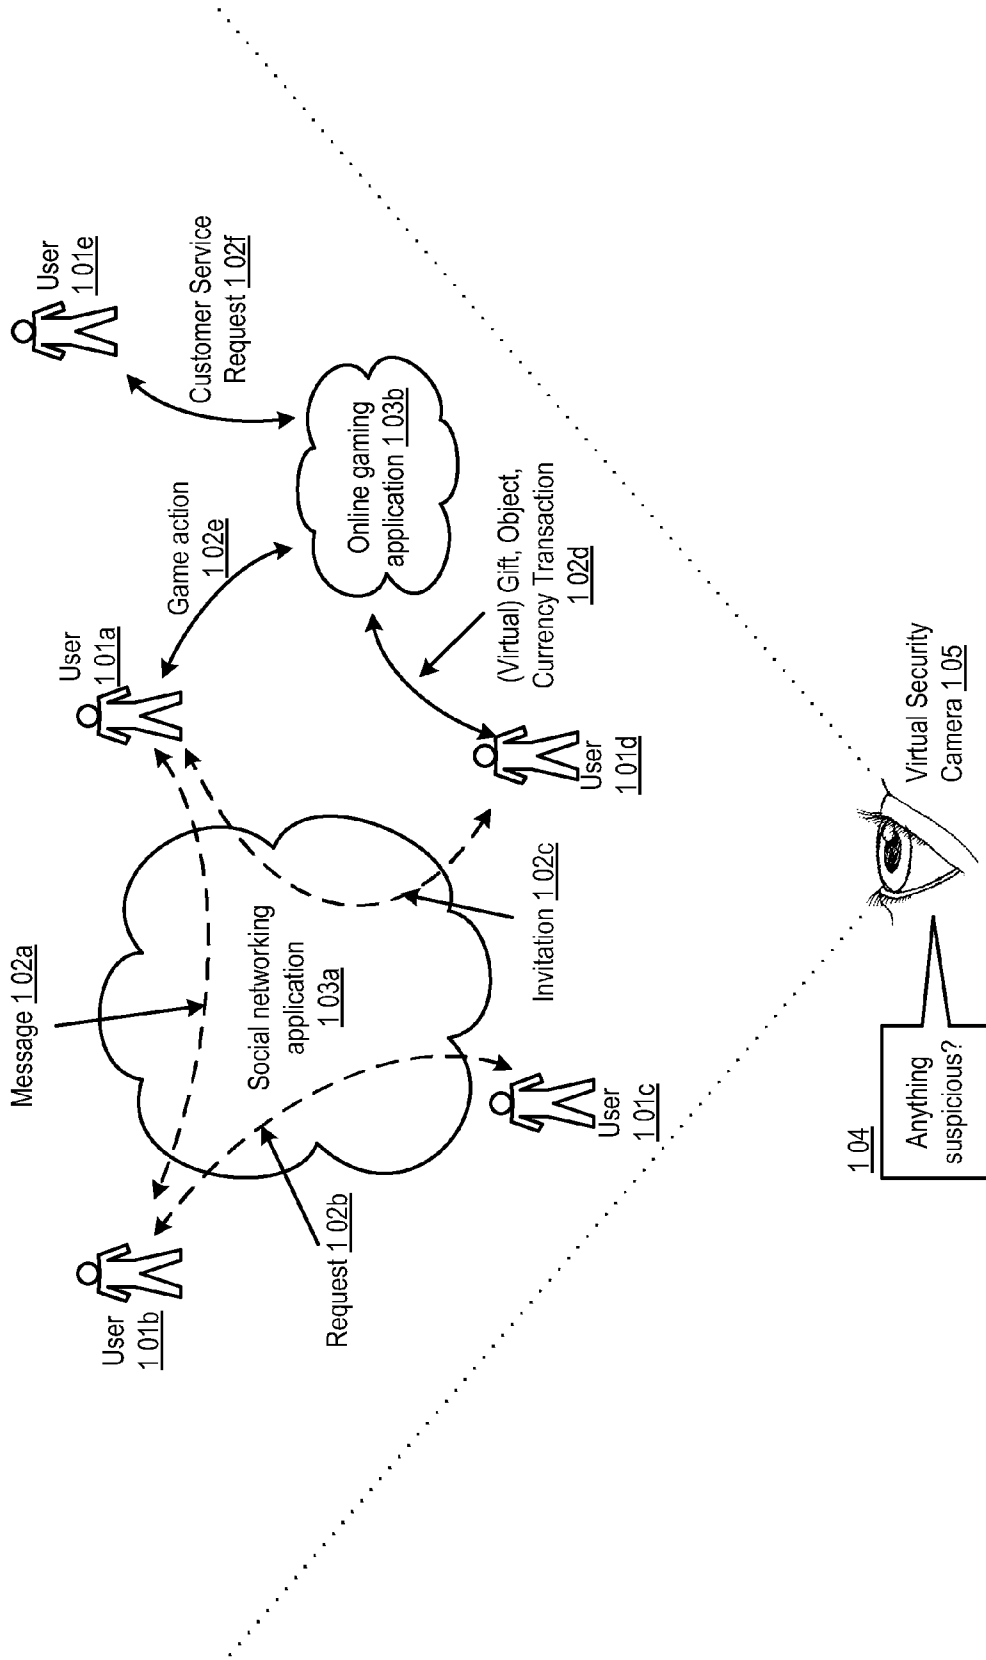 User
101e
Customer Service
Request 102f
User
101a
Game action
102e
Online gaming
application 103b
(Virtual) Gift, Object,
Currency Transaction
102d
User
101d
Message 102a
Social networking
application
103a
Invitation 102c
User
101b
Request 102b
User
101c
Virtual Security
Camera 105
104
Anything
suspicious?